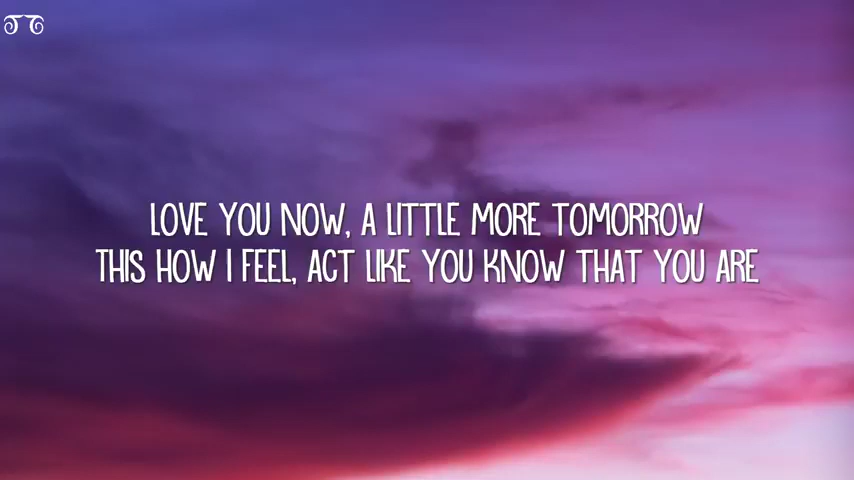 LOVE YOU NOW, A LITTLE MORE TOMORROW
THIS HOW I FEEL, ACT LIKE YOU KNOW THAT YOU ARE